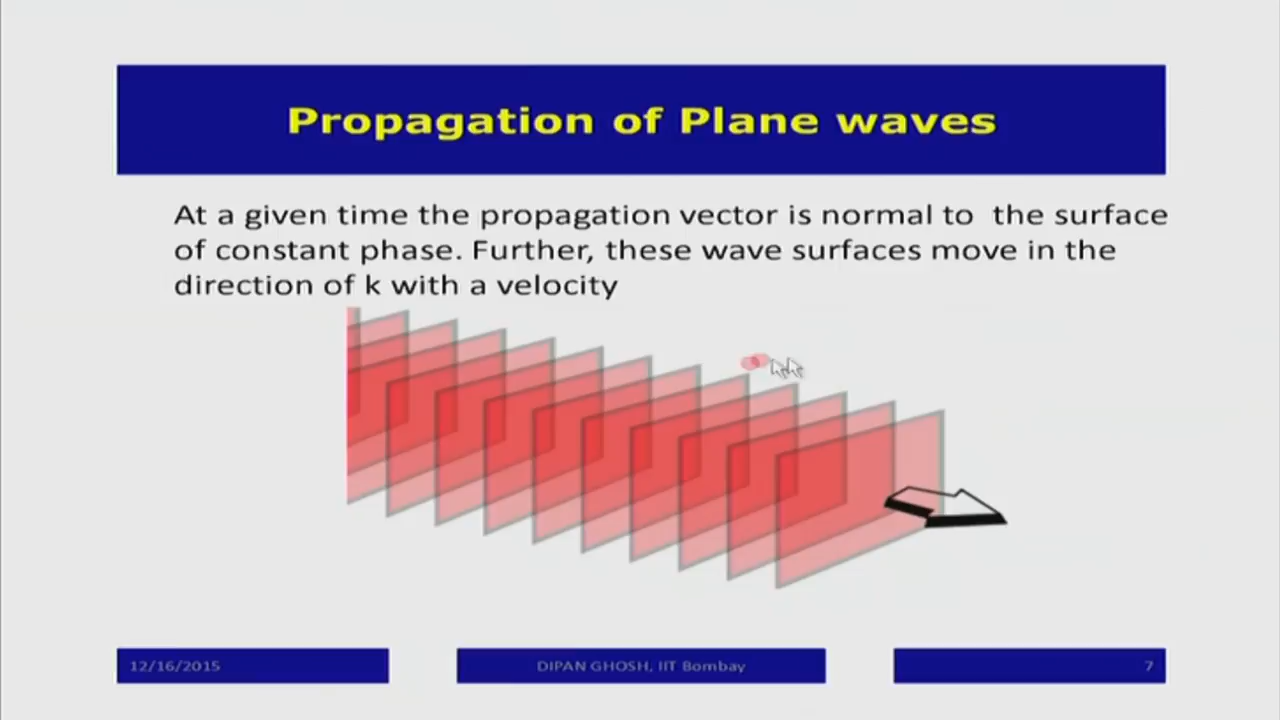 Propagation of Plane waves
At a given time the propagation vector is normal to the surface
of constant phase. Further, these wave surfaces move in the
direction of k with a velocity
12/16/2015
DIPAN GHOSH, IIT Bombay
7